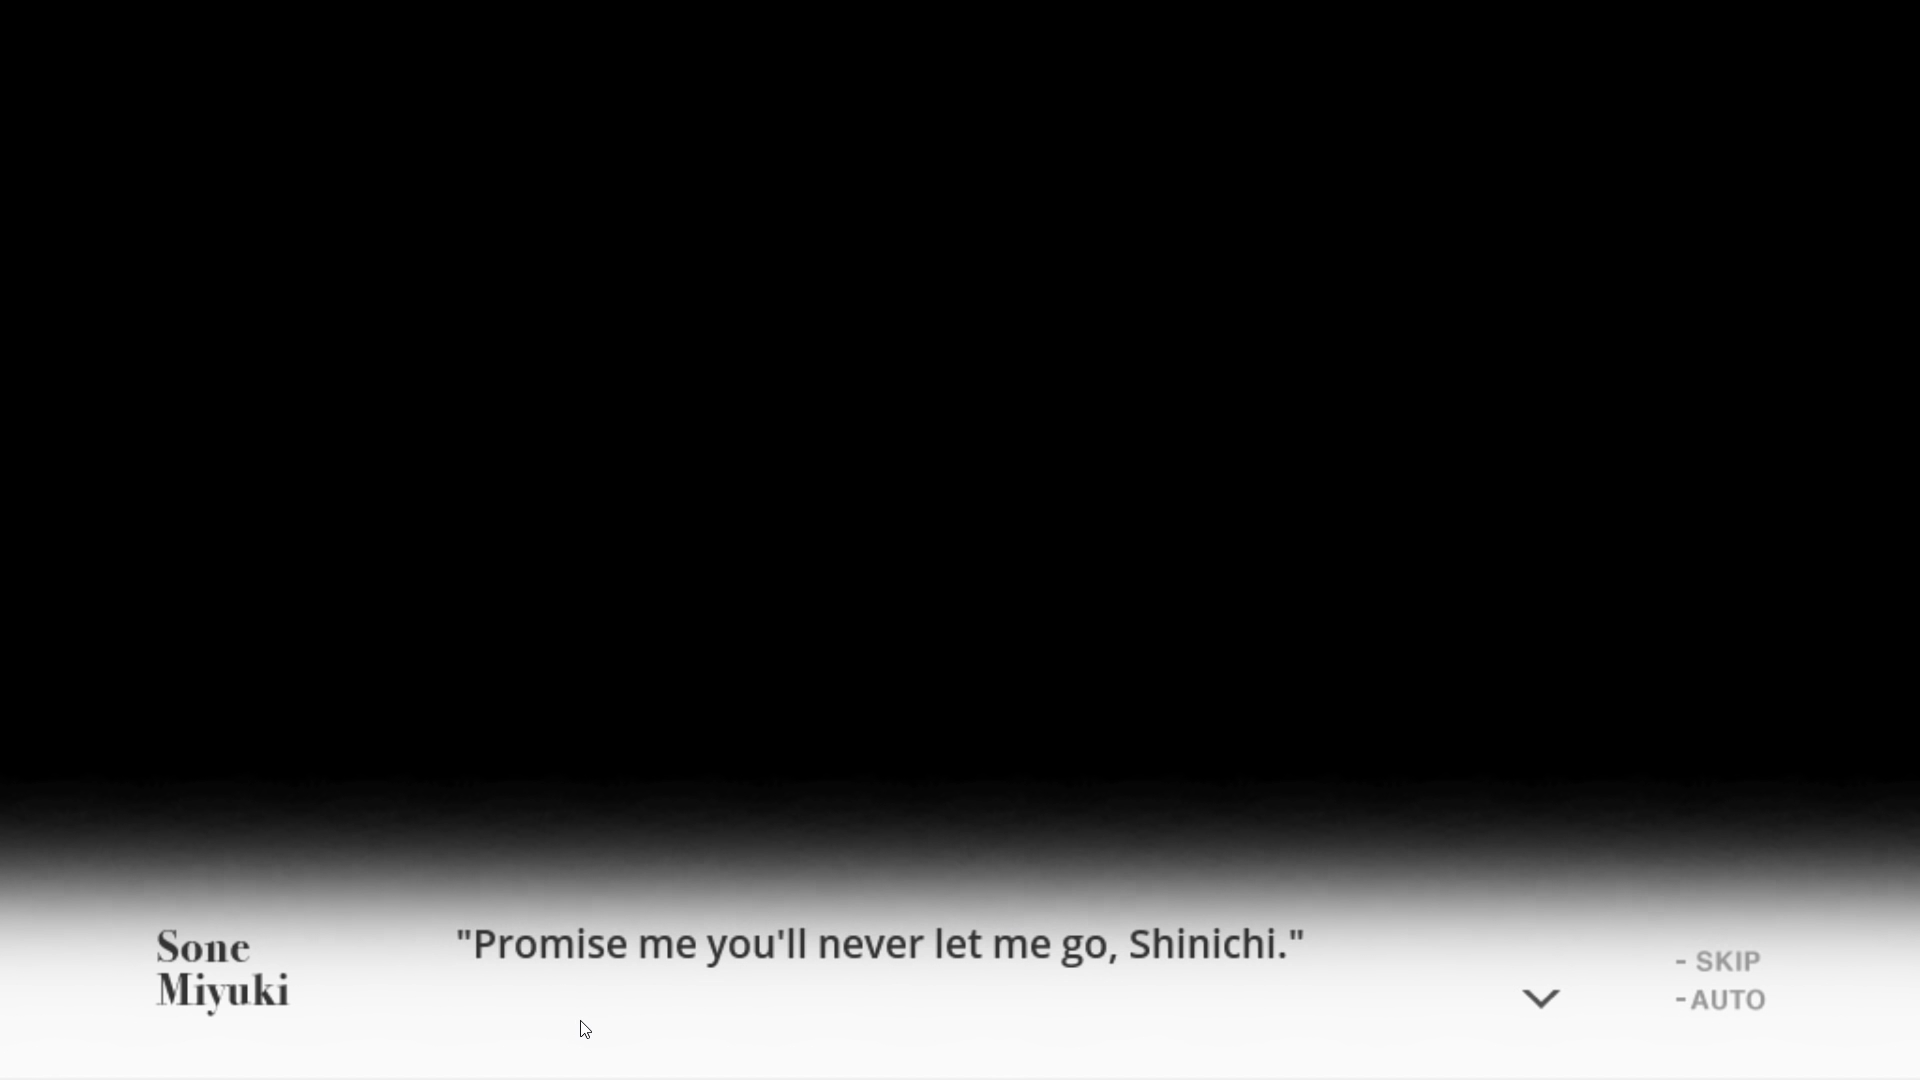 Sone
Miyuki
"Promise me you'll never let me go, Shinichi."
- SKIP
-AUTO